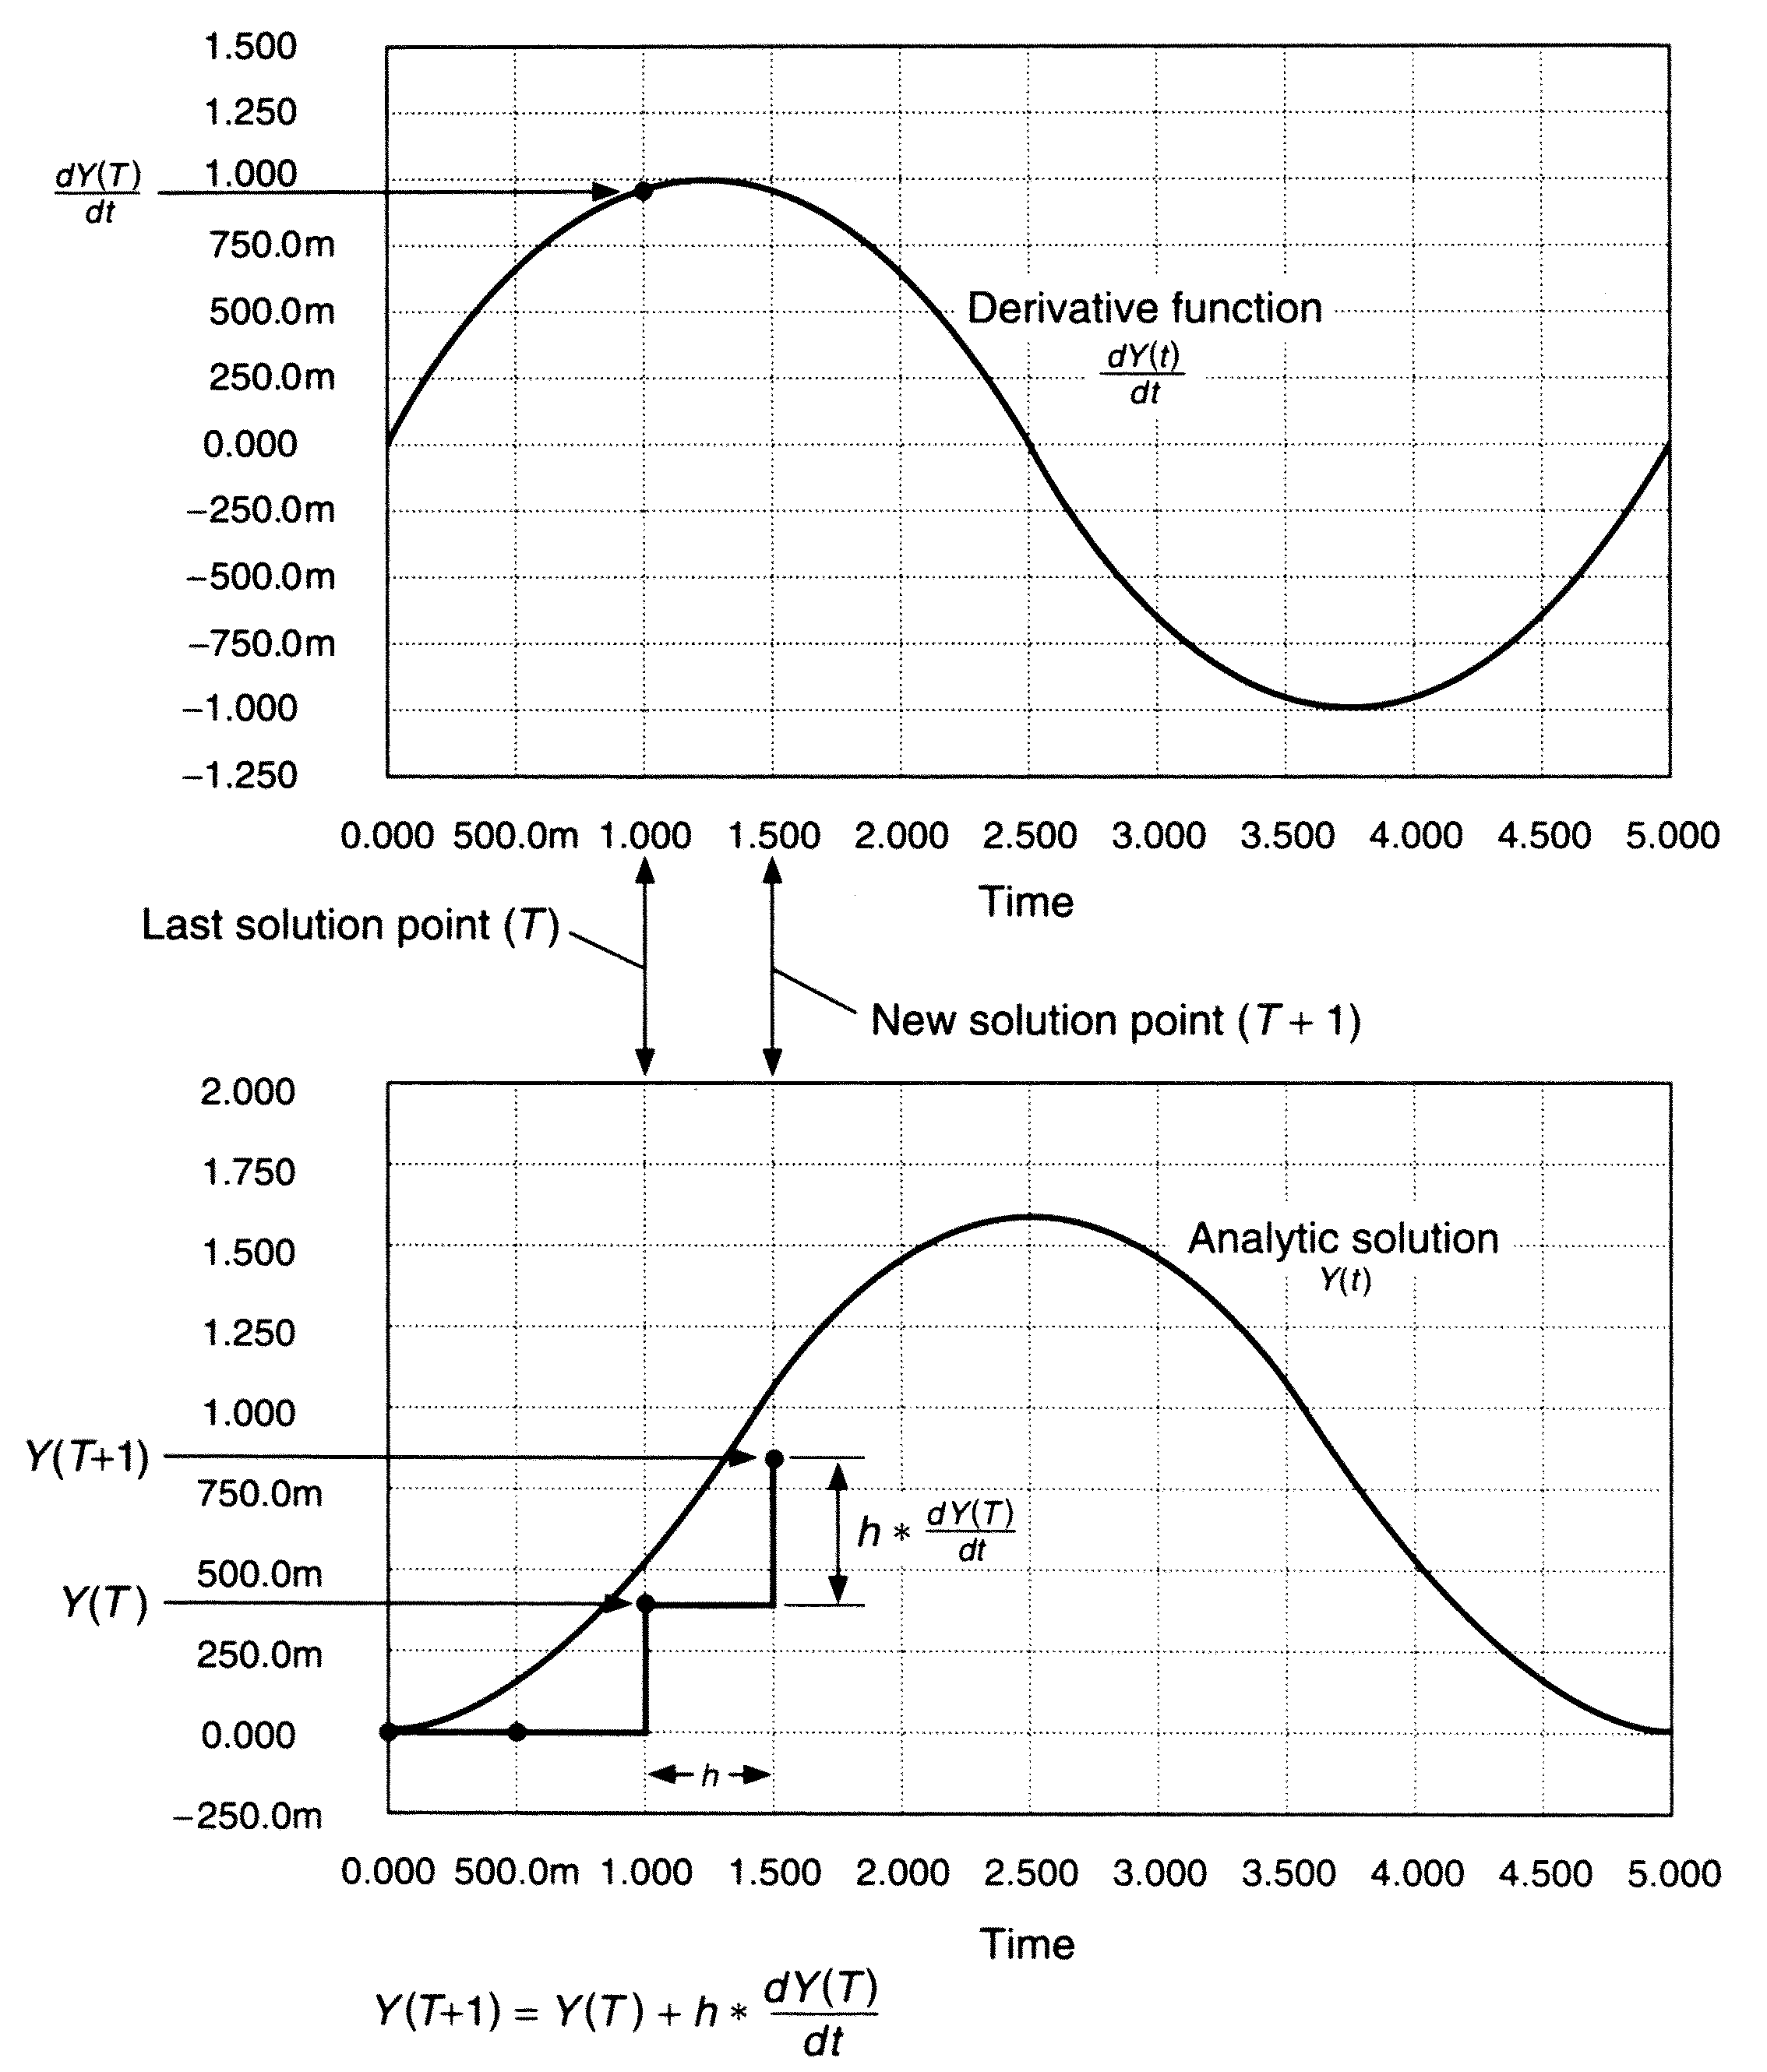 1.500
1.250
dY(T)/dt
1.000
750.0m
500.0m
Derivative function
dY(t)/dt
250.0m
0.000
−250.0m
−500.0m
−750.0m
−1.000
−1.250
0.000 500.0m 1.000 1.500 2.000 2.500 3.000 3.500 4.000 4.500 5.000
Time
Last solution point (T)
New solution point (T + 1)
2.000
1.750
1.500
Analytic solution
Y(t)
1.250
1.000
Y(T+1)
750.0m
h * dY(T)/dt
500.0m
Y(T)
250.0m
0.000
h
−250.0m
0.000 500.0m 1.000 1.500 2.000 2.500 3.000 3.500 4.000 4.500 5.000
Time
Y(T+1) = Y(T) + h * dY(T)/dt